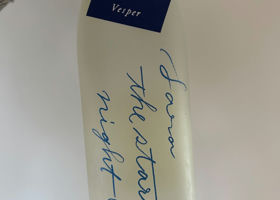 Vesper
the star
night